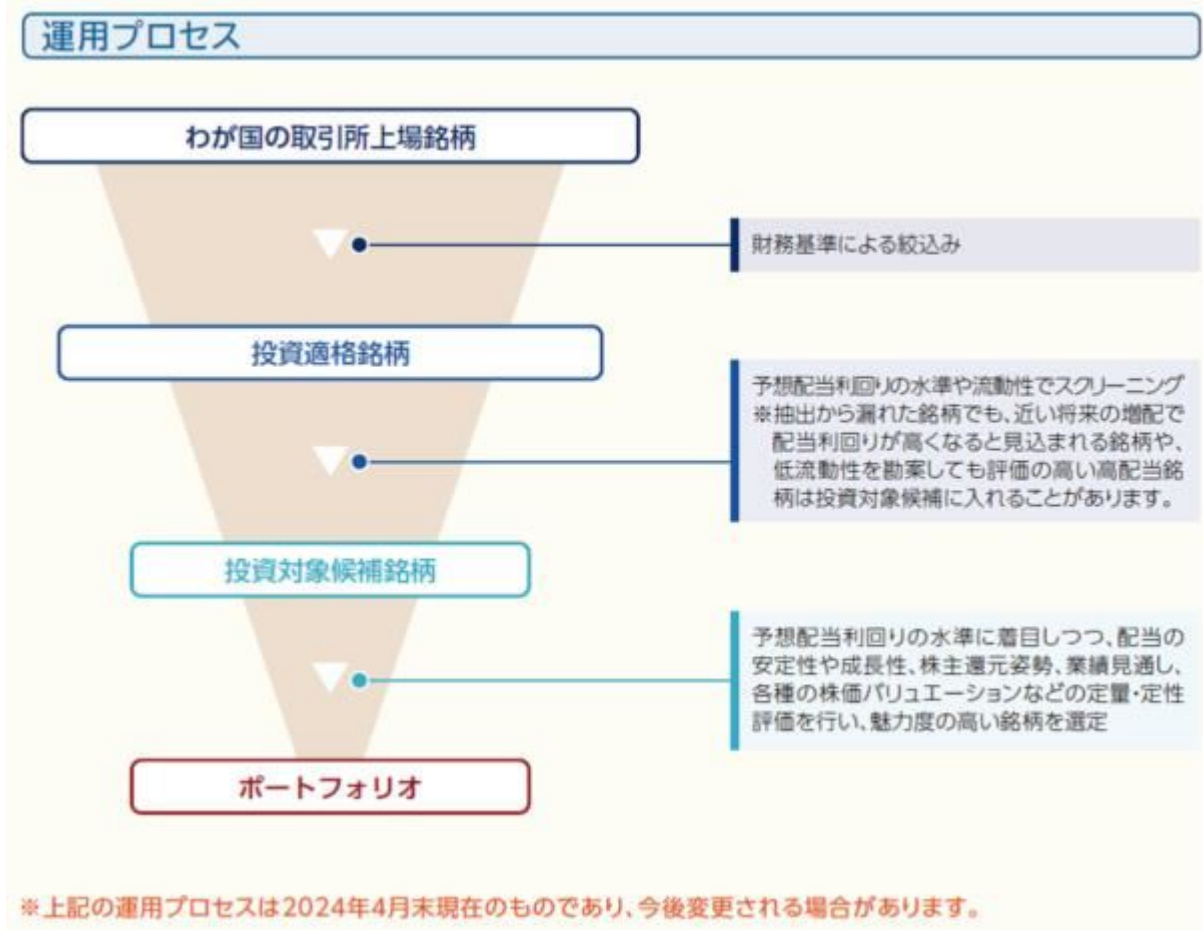 運用プロセス
わが国の取引所上場銘柄
財務基準による絞込み
投資適格銘柄
予想配当利回りの水準や流動性でスクリーニング
※抽出から漏れた銘柄でも、近い将来の増配で
配当利回りが高くなると見込まれる銘柄や、
低流動性を勘案しても評価の高い高配当銘
柄は投資対象候補に入れることがあります。
投資対象候補銘柄
予想配当利回りの水準に着目しつつ、配当の
安定性や成長性、株主還元姿勢、業績見通し、
各種の株価バリュエーションなどの定量・定性
評価を行い、魅力度の高い銘柄を選定
ポートフォリオ
※上記の運用プロセスは2024年4月末現在のものであり、今後変更される場合があります。